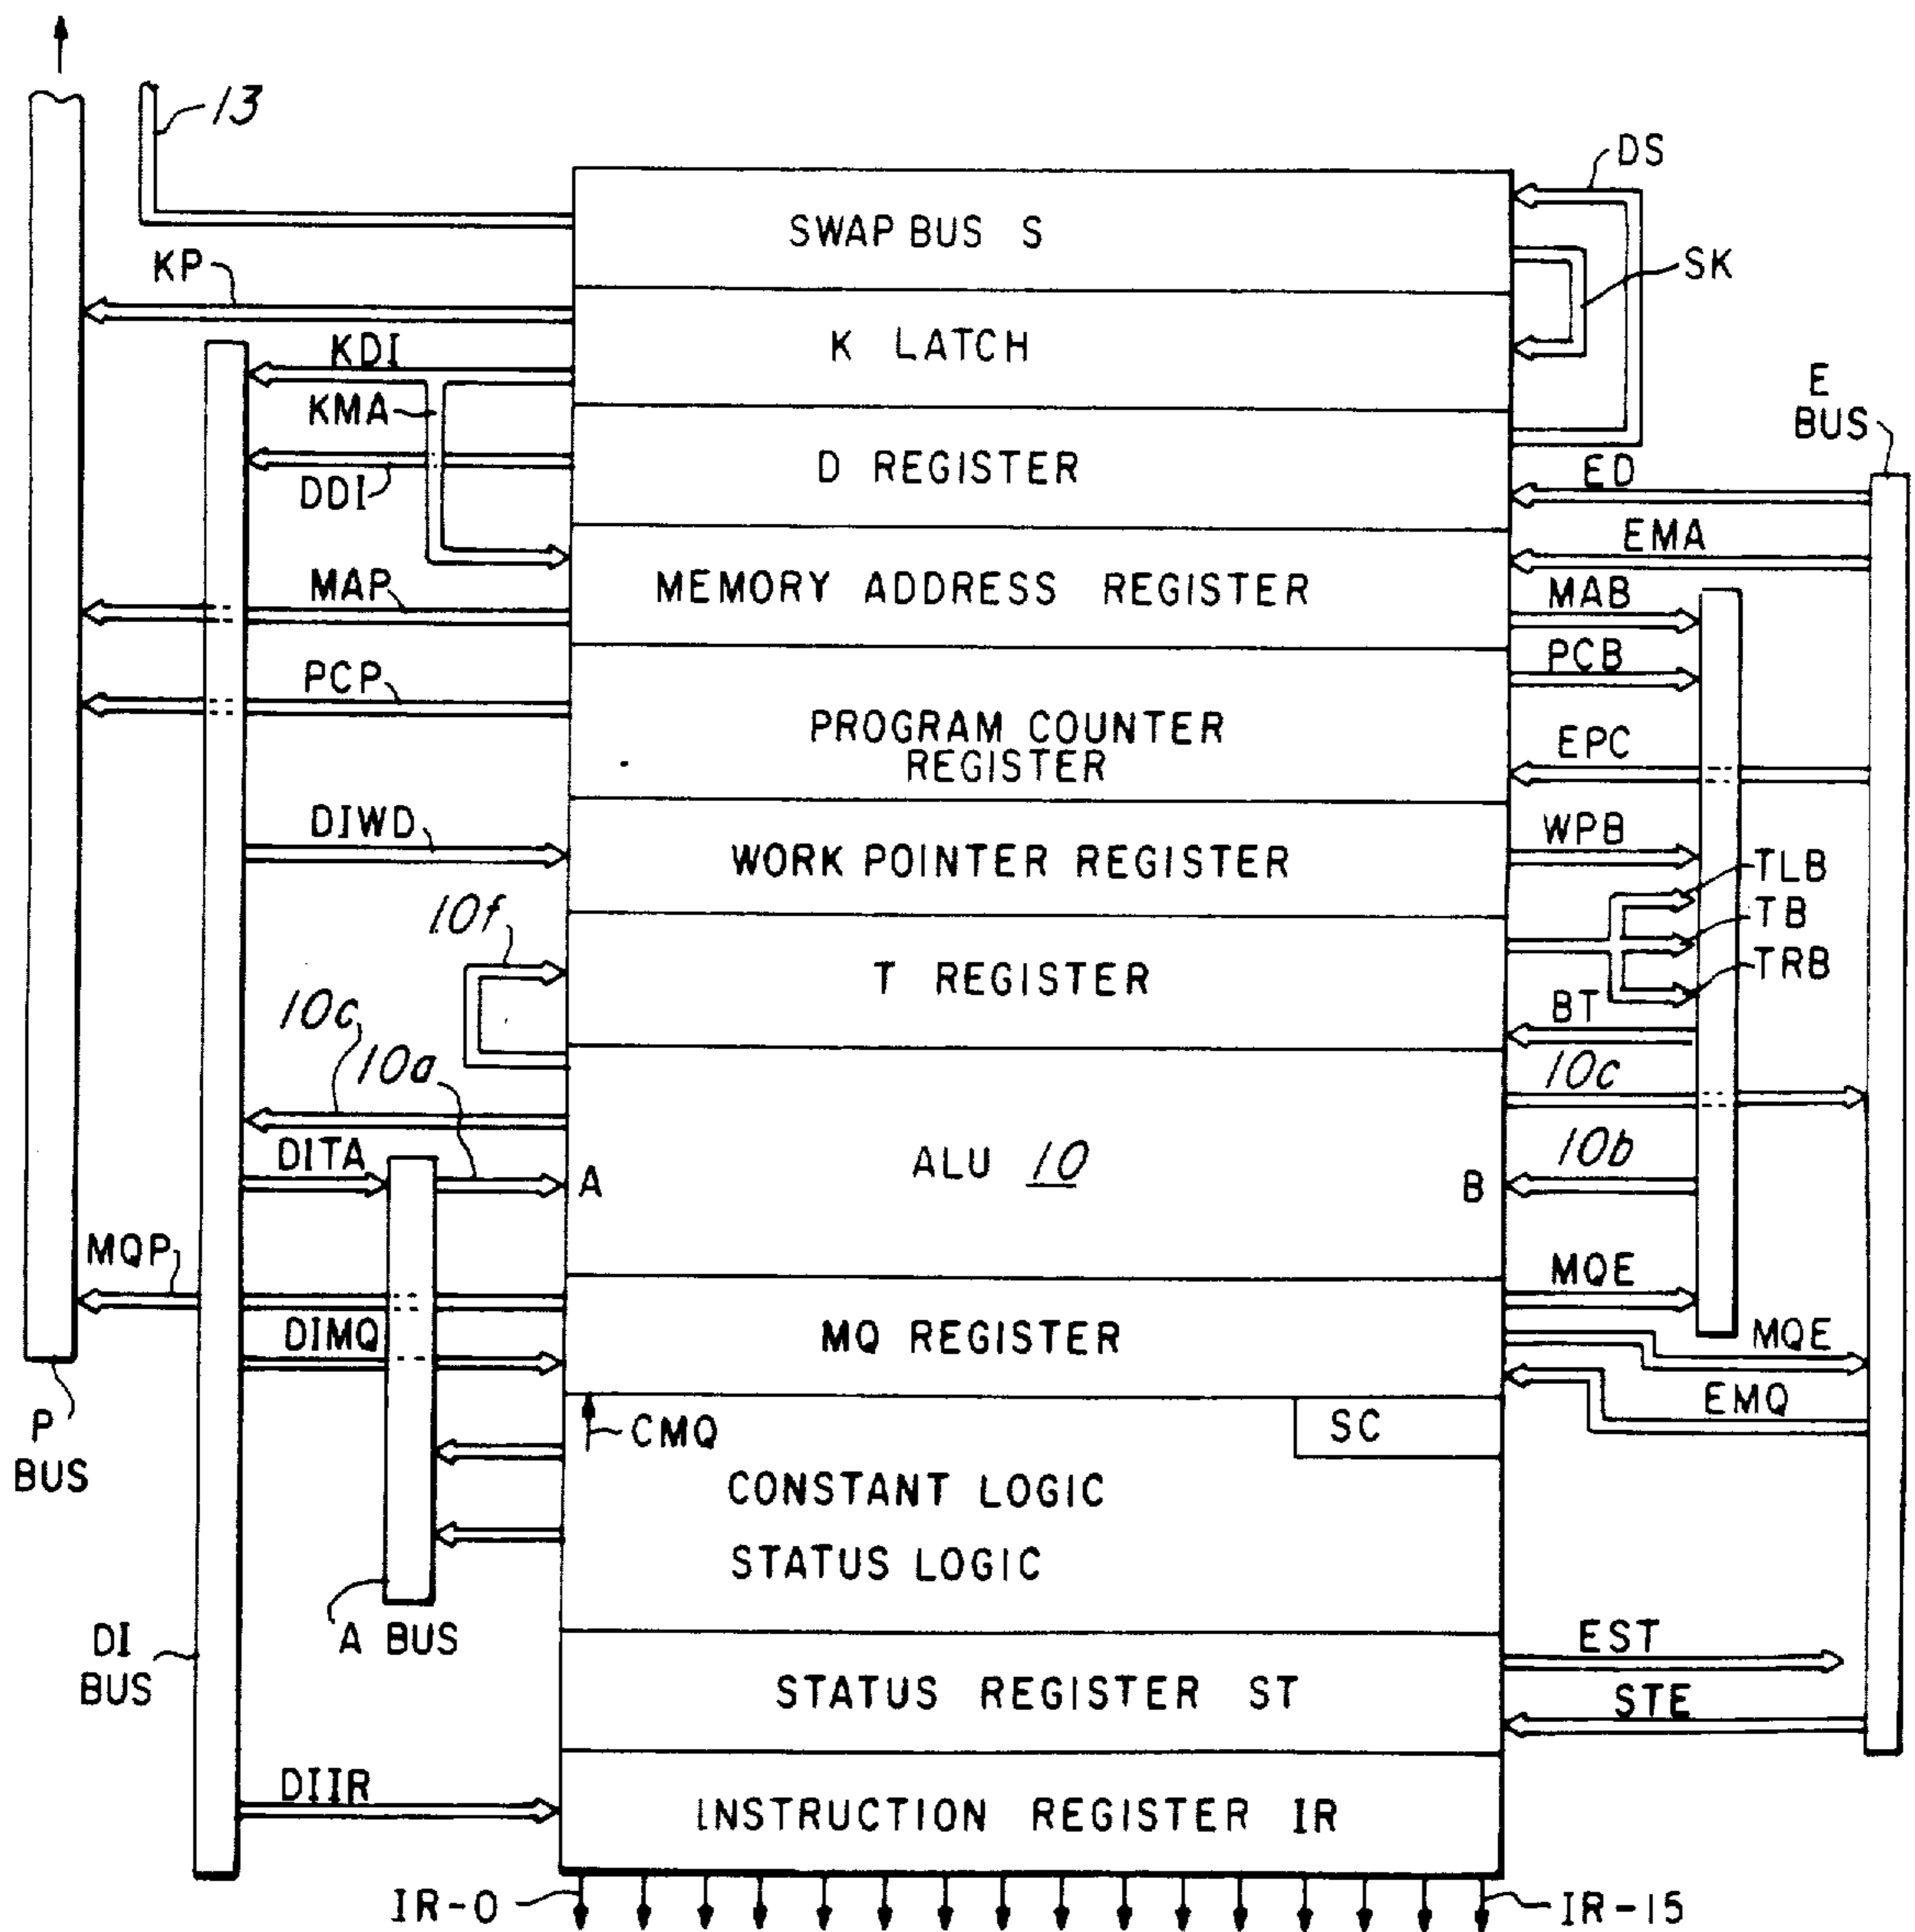 13
DS
SWAP BUS S
SK
KP
K LATCH
KDI
KMA
E
BUS
D REGISTER
DDI
ED
EMA
MAP
MEMORY ADDRESS REGISTER
MAB
PCB
PCP
PROGRAM COUNTER
REGISTER
EPC
DIWD
WORK POINTER REGISTER
WPB
TLB
TB
TRB
10f
T REGISTER
BT
10c
10a
10c
DITA
A
ALU 10
B
10b
MQP
MQE
DIMQ
MQ REGISTER
MQE
EMQ
P
BUS
CMQ
SC
CONSTANT LOGIC
STATUS LOGIC
A BUS
DI
BUS
EST
STATUS REGISTER ST
STE
DIIR
INSTRUCTION REGISTER IR
IR-0
IR-15